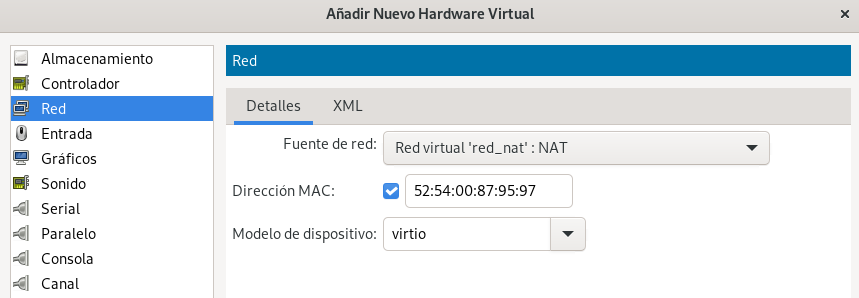 Añadir Nuevo Hardware Virtual
×
Almacenamiento
Controlador
Red
Entrada
Gráficos
Sonido
Serial
Paralelo
Consola
Canal
Red
Detalles XML
Fuente de red: Red virtual 'red_nat' : NAT
Dirección MAC: 52:54:00:87:95:97
Modelo de dispositivo: virtio